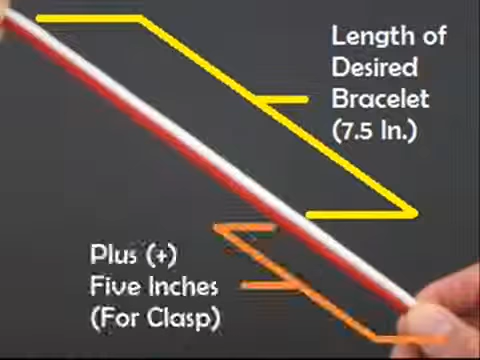 Length of
Desired
Bracelet
(7.5 In.)
Plus (+)
Five Inches
(For Clasp)